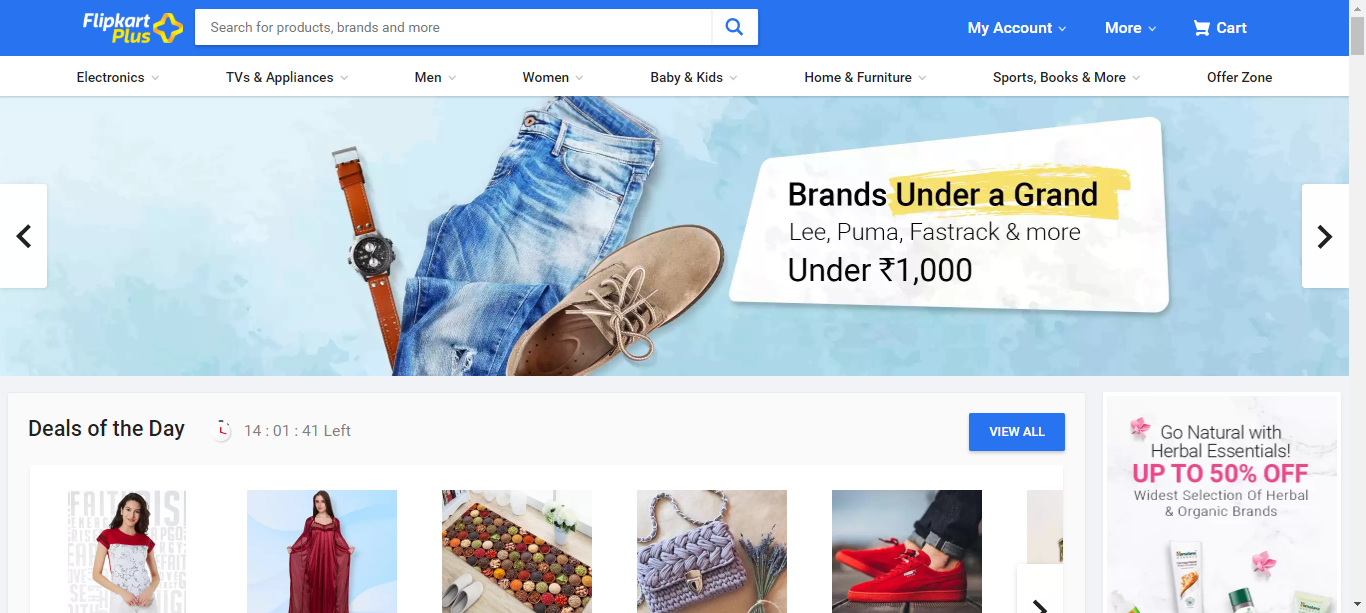 Flipkart
Plus
Search for products, brands and more
My Account
More
Cart
Electronics
TVs & Appliances
Men
Women
Baby & Kids
Home & Furniture
Sports, Books & More
Offer Zone
Brands Under a Grand
Lee, Puma, Fastrack & more
Under ₹1,000
Deals of the Day
14 : 01 : 41 Left
VIEW ALL
Go Natural with
Herbal Essentials!
UP TO 50% OFF
Widest Selection Of Herbal
& Organic Brands